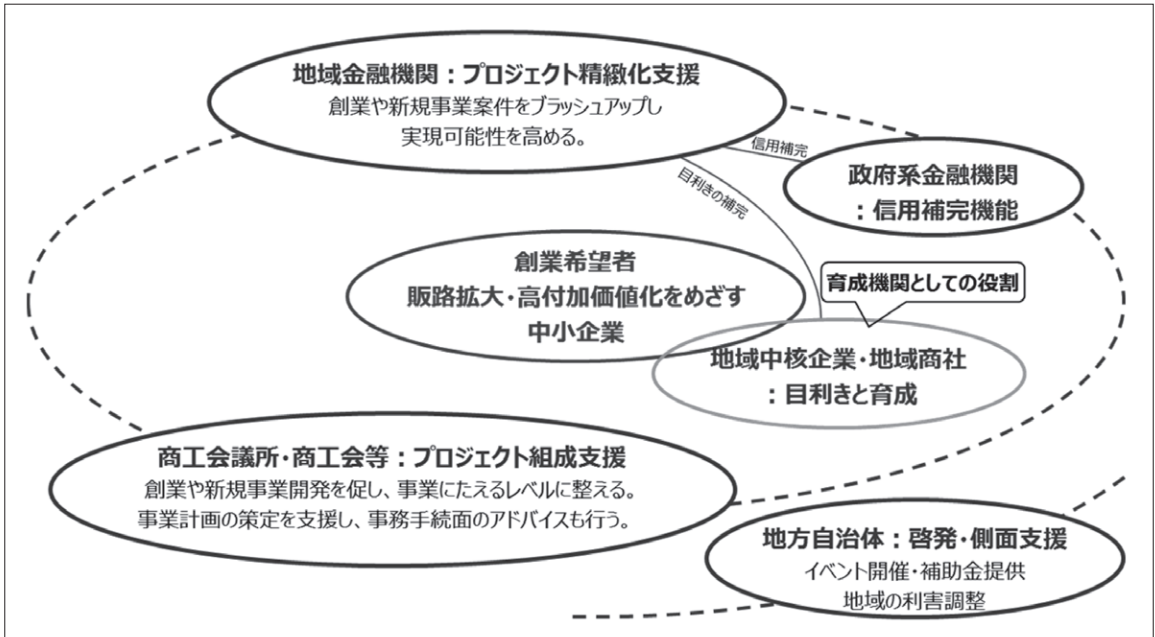 地域金融機関：プロジェクト精緻化支援
創業や新規事業案件をブラッシュアップし
実現可能性を高める。
信用補完
政府系金融機関
：信用補完機能
目利きの補完
創業希望者
販路拡大・高付加価値化をめざす
中小企業
育成機関としての役割
地域中核企業・地域商社
：目利きと育成
商工会議所・商工会等：プロジェクト組成支援
創業や新規事業開発を促し、事業にたえるレベルに整える。
事業計画の策定を支援し、事務手続面のアドバイスも行う。
地方自治体：啓発・側面支援
イベント開催・補助金提供
地域の利害調整